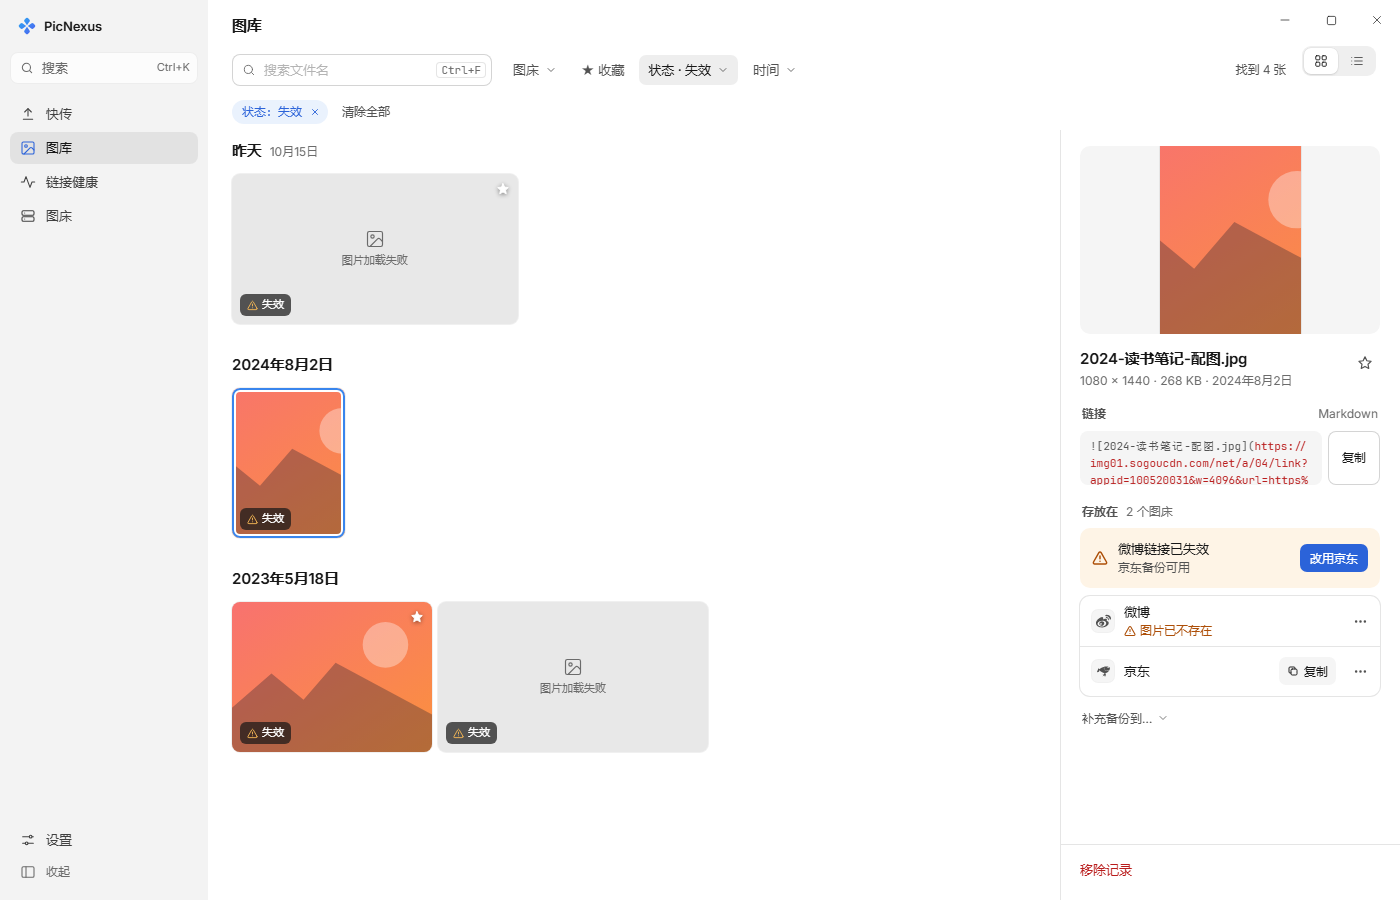 PicNexus
搜索 Ctrl+K
快传
图库
链接健康
图床
设置
收起
图库
搜索文件名 Ctrl+F
图床
★ 收藏
状态 · 失效
时间
找到 4 张
状态: 失效 ×
清除全部
昨天 10月15日
图片加载失败
失效
2024年8月2日
失效
2023年5月18日
失效
图片加载失败
失效
2024-读书笔记-配图.jpg
1080 × 1440 · 268 KB · 2024年8月2日
链接 Markdown
![2024-读书笔记-配图.jpg](https://
img01.sogoucdn.com/net/a/04/link?
appid=100520031&w=4096&url=https%
复制
存放在 2 个图床
微博链接已失效
京东备份可用
改用京东
微博
图片已不存在
京东
复制
补充备份到...
移除记录